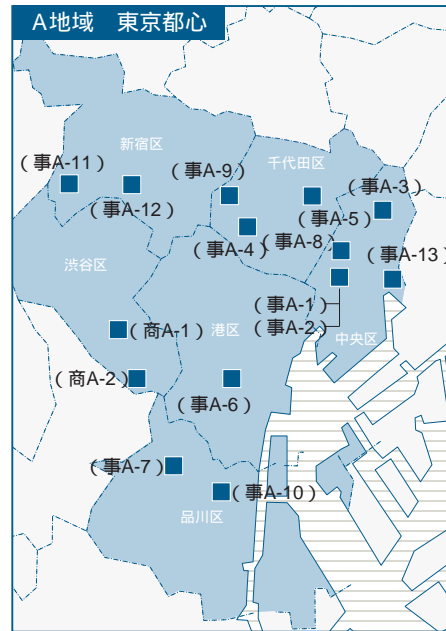 A地域 東京都心
新宿区
（事A-11）
（事A-12）
（事A-9）
千代田区
（事A-3）
（事A-5）
（事A-4）
（事A-8）
（事A-13）
渋谷区
（事A-1）
（事A-2）
中央区
（商A-1）
港区
（商A-2）
（事A-6）
（事A-7）
（事A-10）
品川区